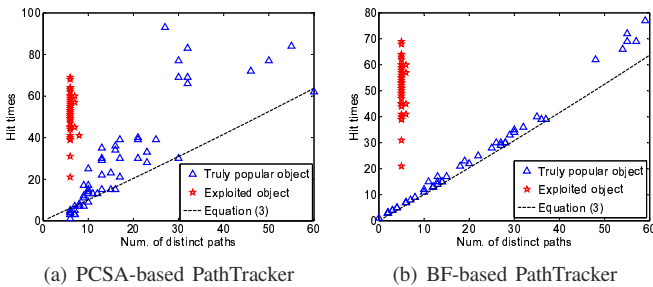 100
80
60
40
20
0
Hit times
0 10 20 30 40 50 60
Num. of distinct paths
Truly popular object
Exploited object
Equation (3)
(a) PCSA-based PathTracker
80
70
60
50
40
30
20
10
0
Hit times
0 10 20 30 40 50 60
Num. of distinct paths
Truly popular object
Exploited object
Equation (3)
(b) BF-based PathTracker